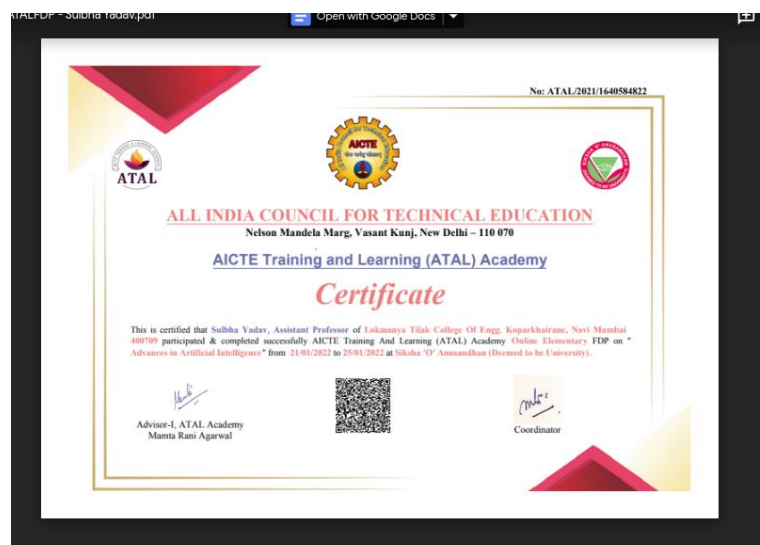 ATALFDP - Sulbha Yadav.pdf
Open with Google Docs
No: ATAL/2021/1640584822
ATAL
AICTE
ALL INDIA COUNCIL FOR TECHNICAL EDUCATION
Nelson Mandela Marg, Vasant Kunj, New Delhi – 110 070
AICTE Training and Learning (ATAL) Academy
Certificate
This is certified that Sulbha Yadav, Assistant Professor of Lokmanya Tilak College Of Engg. Koparkhairane, Navi Mumbai
400709 participated & completed successfully AICTE Training And Learning (ATAL) Academy Online Elementary FDP on "
Advances in Artificial Intelligence" from 21/01/2022 to 25/01/2022 at Siksha 'O' Anusandhan (Deemed to be University).
Advisor-I, ATAL Academy
Mamta Rani Agarwal
Coordinator